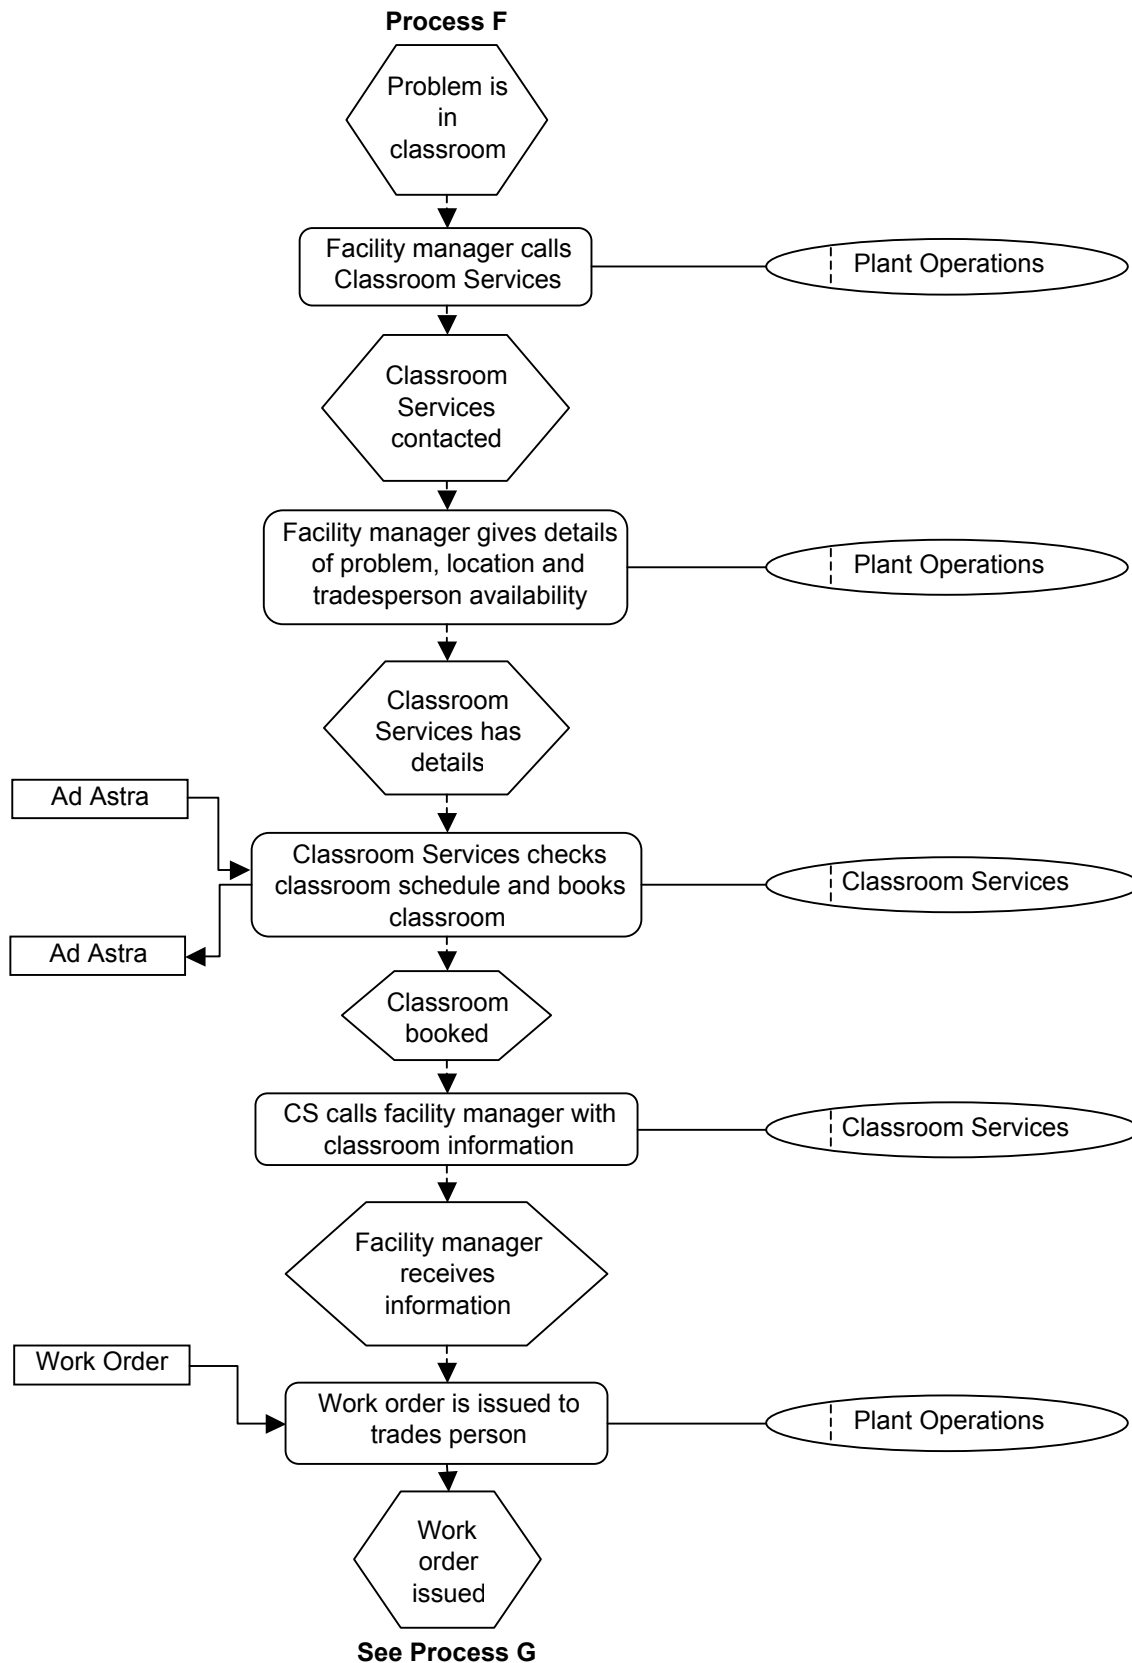 Process F
Problem is
in
classroom
Facility manager calls
Classroom Services
Plant Operations
Classroom
Services
contacted
Facility manager gives details
of problem, location and
tradesperson availability
Plant Operations
Classroom
Services has
details
Ad Astra
Classroom Services checks
classroom schedule and books
classroom
Classroom Services
Ad Astra
Classroom
booked
CS calls facility manager with
classroom information
Classroom Services
Facility manager
receives
information
Work Order
Work order is issued to
trades person
Plant Operations
Work
order
issued
See Process G